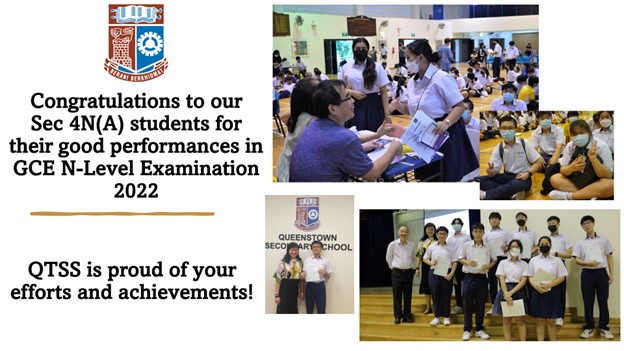 BERANI BERKHIDMAT
Congratulations to our
Sec 4N(A) students for
their good performances in
GCE N-Level Examination
2022
QTSS is proud of your
efforts and achievements!
QUEENSTOWN
SECONDARY SCHOOL